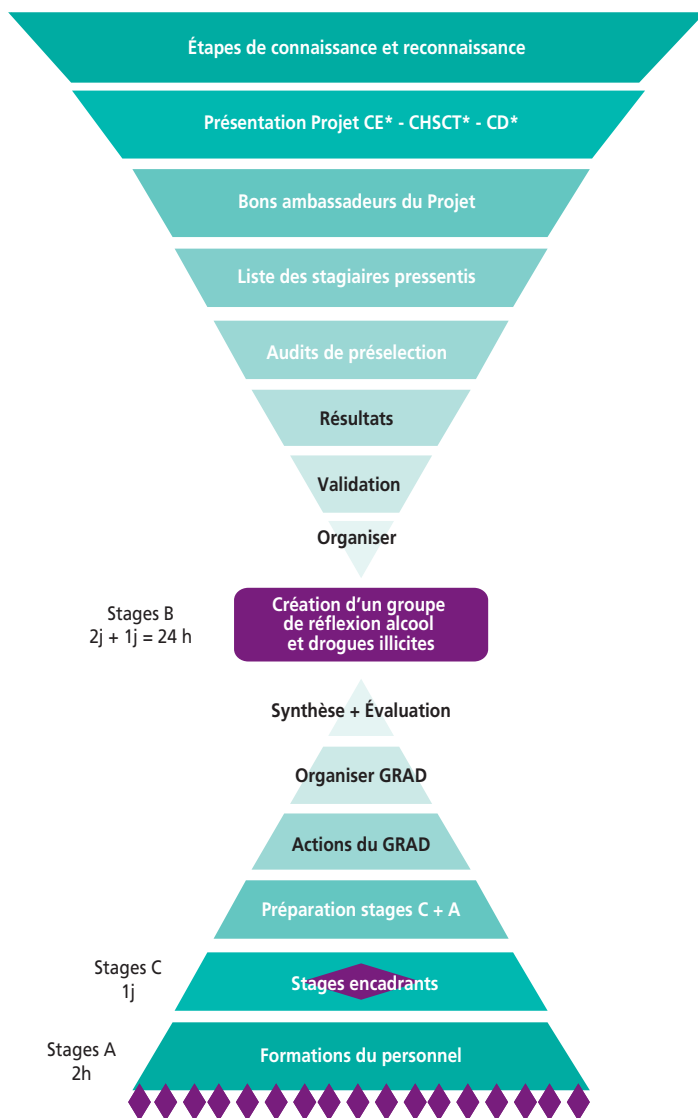 Étapes de connaissance et reconnaissance
Présentation Projet CE* - CHSCT* - CD*
Bons ambassadeurs du Projet
Liste des stagiaires pressentis
Audits de préselection
Résultats
Validation
Organiser
Stages B
2j + 1j = 24 h
Création d'un groupe
de réflexion alcool
et drogues illicites
Synthèse + Évaluation
Organiser GRAD
Actions du GRAD
Préparation stages C + A
Stages C
1j
Stages encadrants
Stages A
2h
Formations du personnel